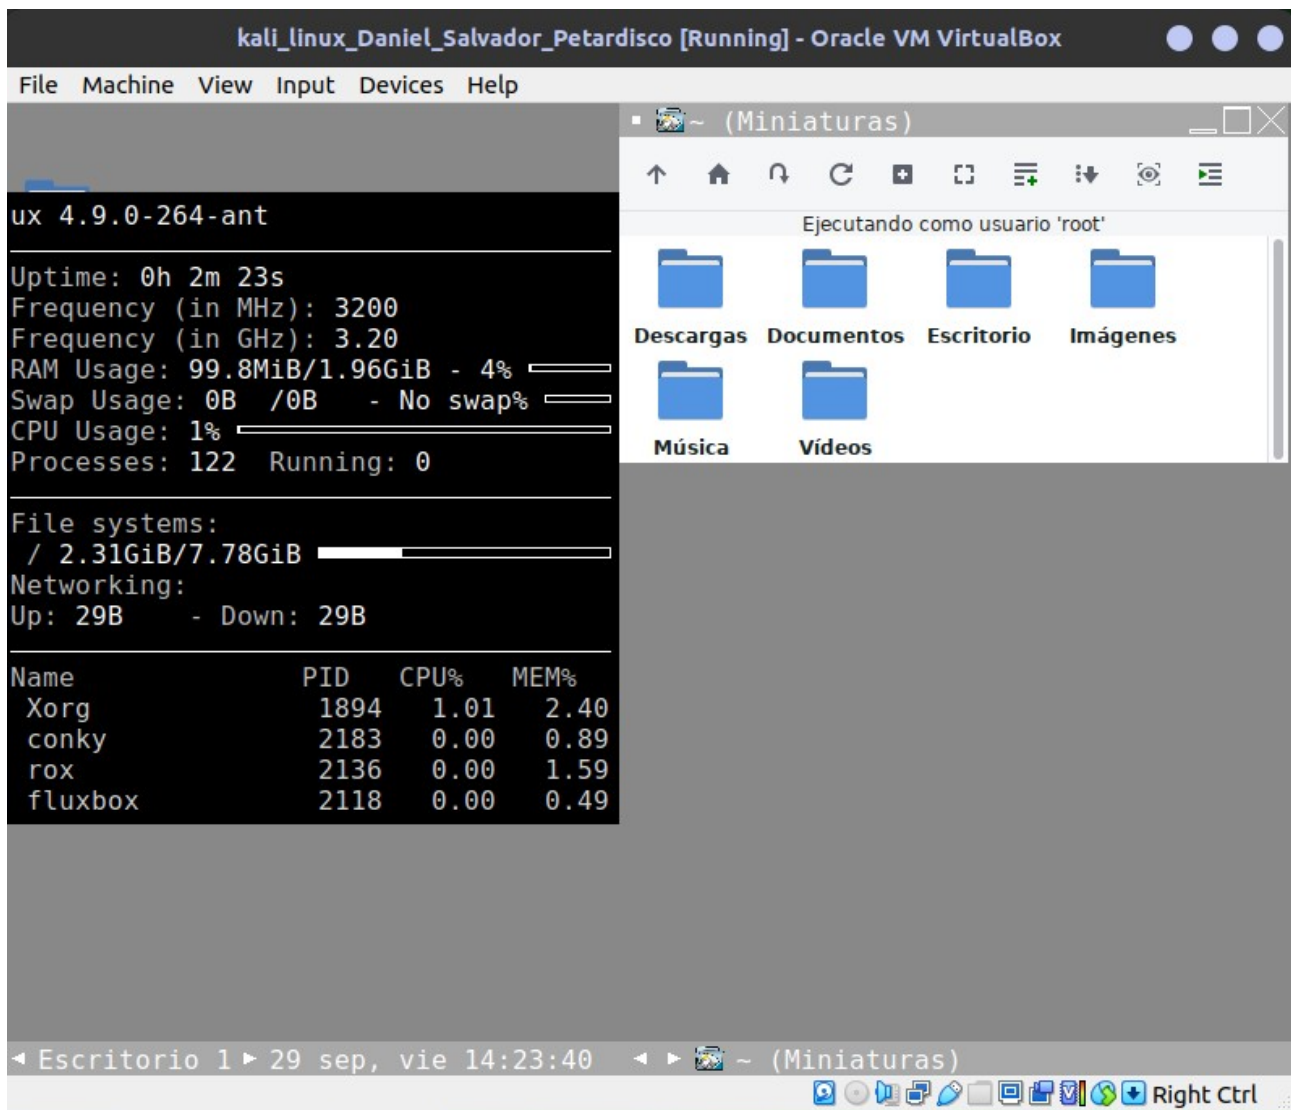 kali_linux_Daniel_Salvador_Petardisco [Running] - Oracle VM VirtualBox
File Machine View Input Devices Help
~ (Miniaturas)
Ejecutando como usuario 'root'
Descargas Documentos Escritorio Imágenes
Música Vídeos
ux 4.9.0-264-ant
Uptime: 0h 2m 23s
Frequency (in MHz): 3200
Frequency (in GHz): 3.20
RAM Usage: 99.8MiB/1.96GiB - 4%
Swap Usage: 0B /0B - No swap%
CPU Usage: 1%
Processes: 122 Running: 0
File systems:
/ 2.31GiB/7.78GiB
Networking:
Up: 29B - Down: 29B
Name PID CPU% MEM%
Xorg 1894 1.01 2.40
conky 2183 0.00 0.89
rox 2136 0.00 1.59
fluxbox 2118 0.00 0.49
Escritorio 1 29 sep, vie 14:23:40 ~ (Miniaturas)
Right Ctrl